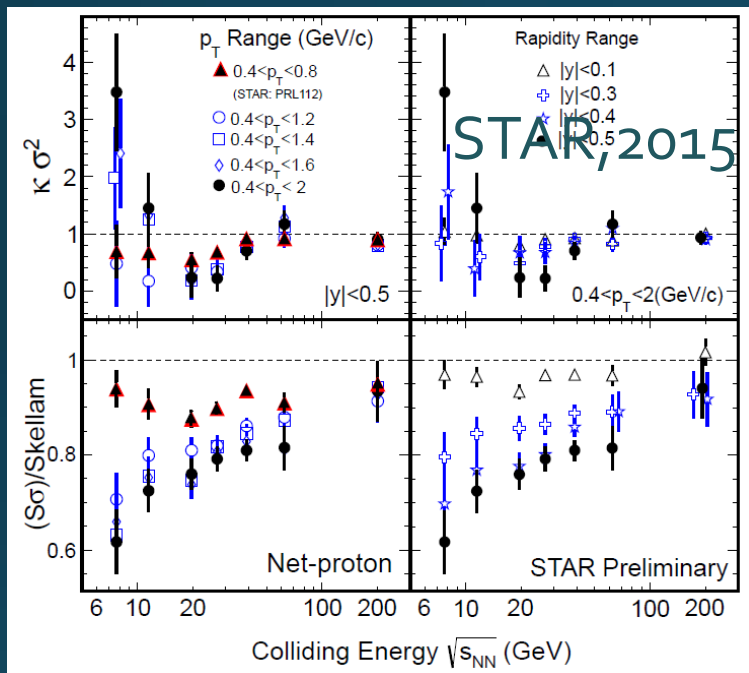 p_T Range (GeV/c)
0.4<p_T<0.8
(STAR: PRL112)
0.4<p_T<1.2
0.4<p_T<1.4
0.4<p_T<1.6
0.4<p_T< 2
|y|<0.5
Rapidity Range
|y|<0.1
|y|<0.3
|y|<0.4
|y|<0.5
STAR, 2015
0.4<p_T<2(GeV/c)
κ σ²
4
3
2
1
0
(Sσ)/Skellam
1
0.8
0.6
Net-proton
STAR Preliminary
6 10 20 100 200
6 10 20 100 200
Colliding Energy √s_NN (GeV)